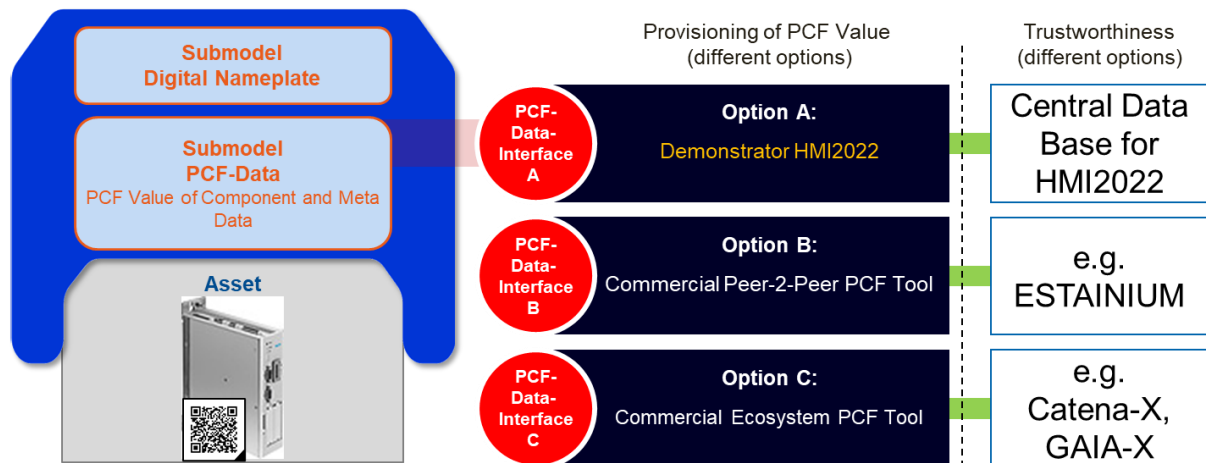 Submodel
Digital Nameplate
Submodel
PCF-Data
PCF Value of Component and Meta
Data
Asset
Provisioning of PCF Value
(different options)
Trustworthiness
(different options)
PCF-
Data-
Interface
A
Option A:
Demonstrator HMI2022
Central Data
Base for
HMI2022
PCF-
Data-
Interface
B
Option B:
Commercial Peer-2-Peer PCF Tool
e.g.
ESTAINIUM
PCF-
Data-
Interface
C
Option C:
Commercial Ecosystem PCF Tool
e.g.
Catena-X,
GAIA-X